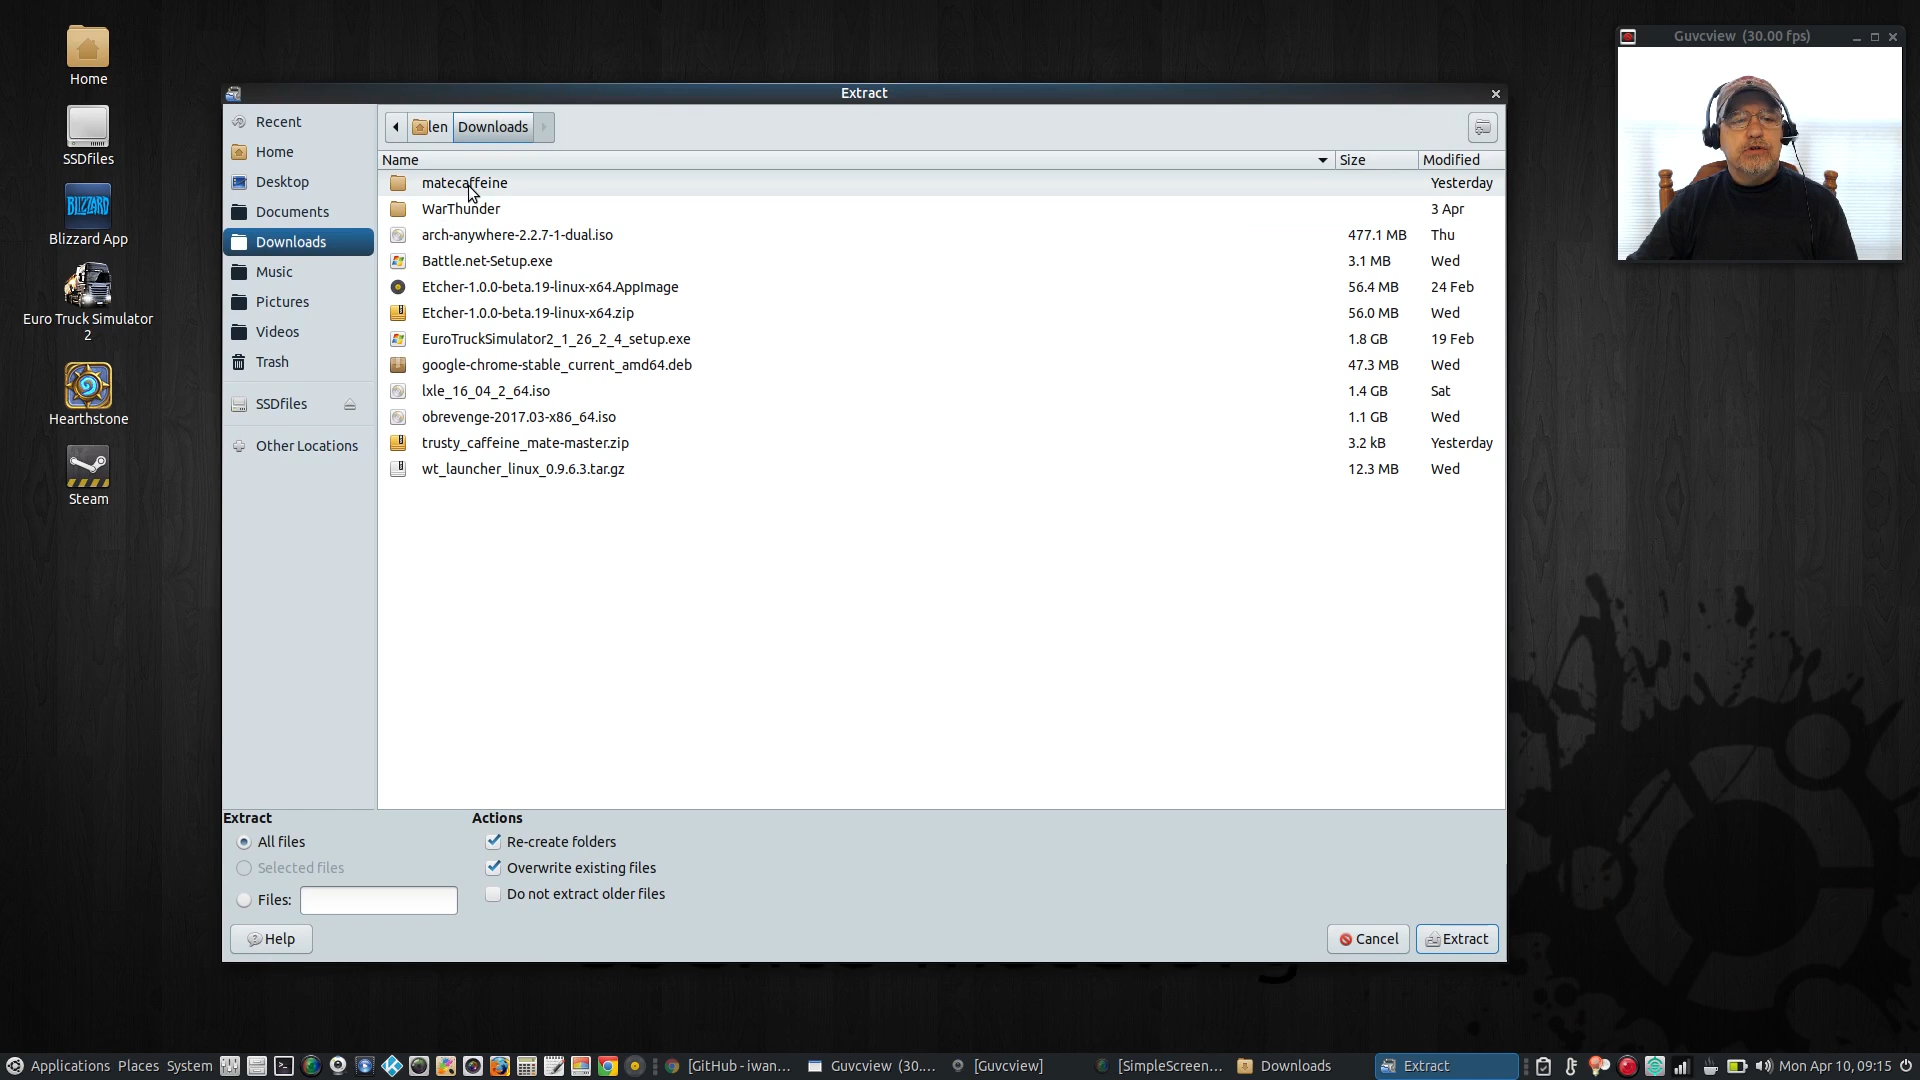 Home
SSDfiles
BLIZZARD
Blizzard App
Euro Truck Simulator
2
Hearthstone
Steam
Guvcview (30.00 fps)
Extract
Recent
Home
Desktop
Documents
Downloads
Music
Pictures
Videos
Trash
SSDfiles
Other Locations
len
Downloads
Name Size Modified
matecaffeine Yesterday
WarThunder 3 Apr
arch-anywhere-2.2.7-1-dual.iso 477.1 MB Thu
Battle.net-Setup.exe 3.1 MB Wed
Etcher-1.0.0-beta.19-linux-x64.AppImage 56.4 MB 24 Feb
Etcher-1.0.0-beta.19-linux-x64.zip 56.0 MB Wed
EuroTruckSimulator2_1_26_2_4_setup.exe 1.8 GB 19 Feb
google-chrome-stable_current_amd64.deb 47.3 MB Wed
lxle_16_04_2_64.iso 1.4 GB Sat
obrevenge-2017.03-x86_64.iso 1.1 GB Wed
trusty_caffeine_mate-master.zip 3.2 kB Yesterday
wt_launcher_linux_0.9.6.3.tar.gz 12.3 MB Wed
Extract
All files
Selected files
Files:
Actions
Re-create folders
Overwrite existing files
Do not extract older files
Help
Cancel
Extract
Applications Places System [GitHub - iwan... Guvcview (30.... [Guvcview] [SimpleScreen... Downloads Extract Mon Apr 10, 09:15